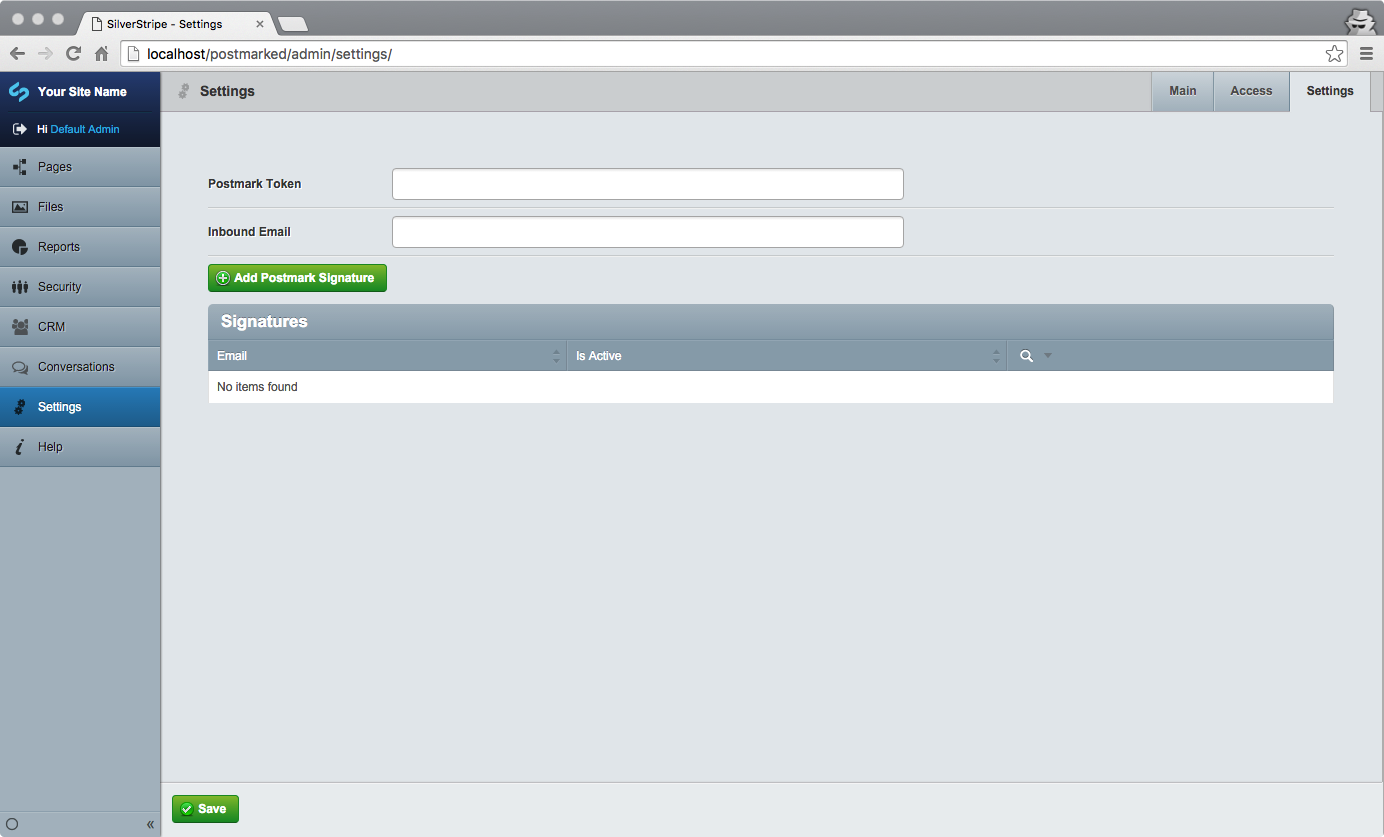 SilverStripe - Settings
localhost/postmarked/admin/settings/
Your Site Name
Hi Default Admin
Pages
Files
Reports
Security
CRM
Conversations
Settings
Help
Settings
Main
Access
Settings
Postmark Token
Inbound Email
Add Postmark Signature
Signatures
Email
Is Active
No items found
Save